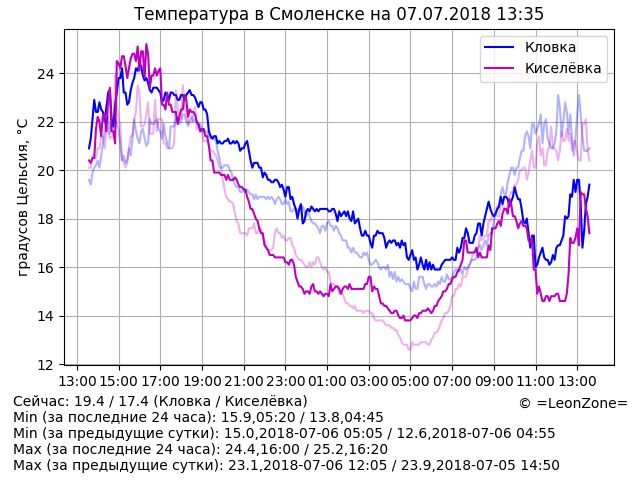 Температура в Смоленске на 07.07.2018 13:35
Кловка
Киселёвка
градусов Цельсия, °C
24
22
20
18
16
14
12
13:00 15:00 17:00 19:00 21:00 23:00 01:00 03:00 05:00 07:00 09:00 11:00 13:00
Сейчас: 19.4 / 17.4 (Кловка / Киселёвка)
© =LeonZone=
Min (за последние 24 часа): 15.9,05:20 / 13.8,04:45
Min (за предыдущие сутки): 15.0,2018-07-06 05:05 / 12.6,2018-07-06 04:55
Max (за последние 24 часа): 24.4,16:00 / 25.2,16:20
Max (за предыдущие сутки): 23.1,2018-07-06 12:05 / 23.9,2018-07-05 14:50